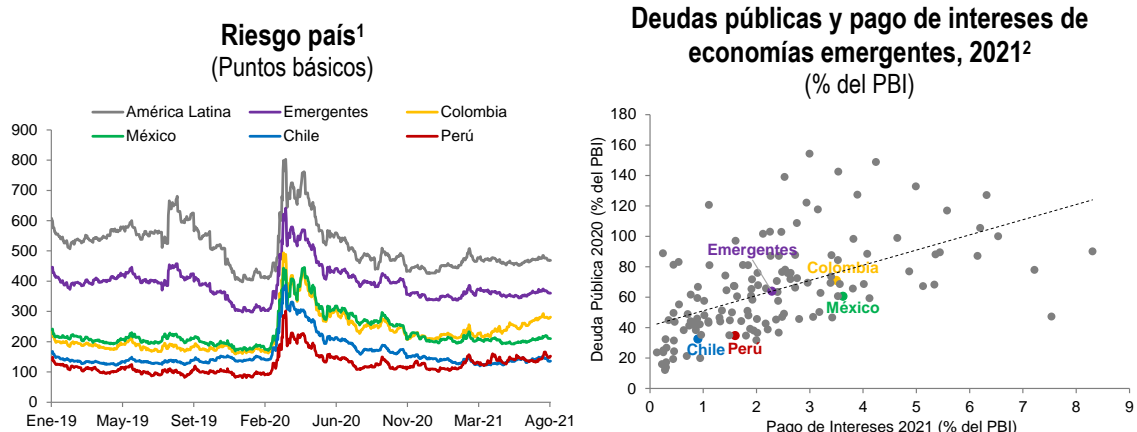 Riesgo país¹
(Puntos básicos)
América Latina
Emergentes
Colombia
México
Chile
Perú
900
800
700
600
500
400
300
200
100
0
Ene-19
May-19
Set-19
Feb-20
Jun-20
Nov-20
Mar-21
Ago-21
Deudas públicas y pago de intereses de
economías emergentes, 2021²
(% del PBI)
Deuda Pública 2020 (% del PBI)
180
160
140
120
100
80
60
40
20
0
Emergentes
Colombia
México
Chile
Perú
0
1
2
3
4
5
6
7
8
9
Pago de Intereses 2021 (% del PBI)